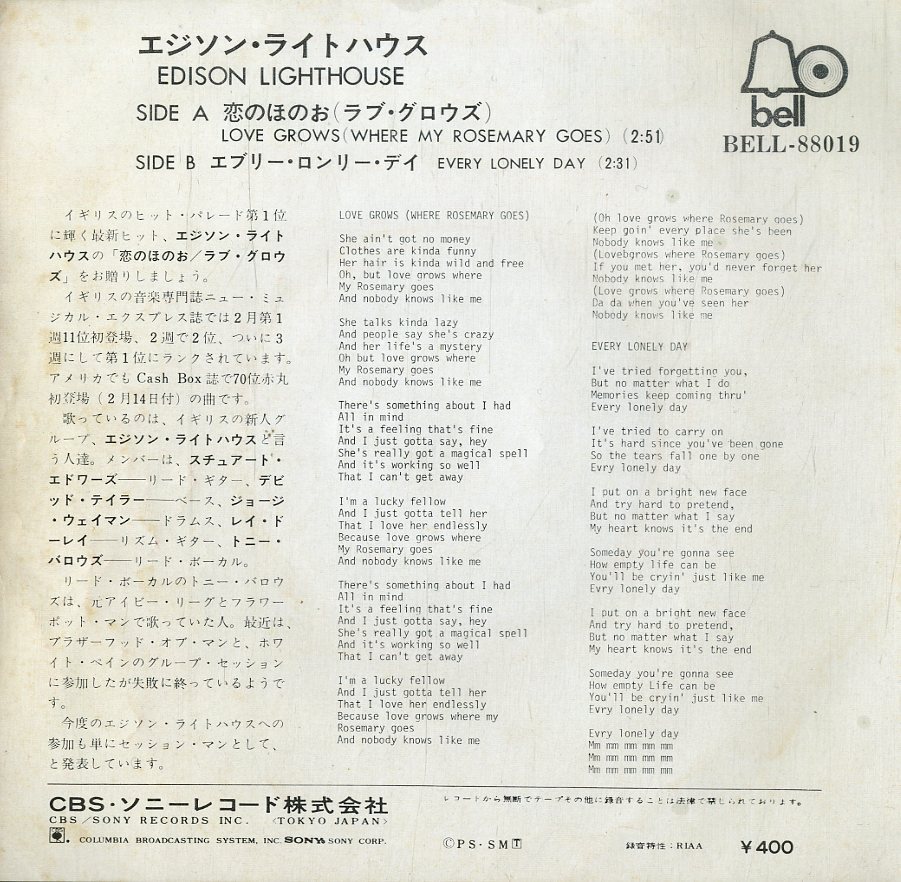 エジソン・ライトハウス
EDISON LIGHTHOUSE
SIDE A 恋のほのお(ラブ・グロウズ)
LOVE GROWS(WHERE MY ROSEMARY GOES) (2:51)
SIDE B エブリー・ロンリー・デイ EVERY LONELY DAY (2:31)
bell
BELL-88019
イギリスのヒット・パレード第1位
に輝く最新ヒット、エジソン・ライト
ハウスの「恋のほのお/ラブ・グロウ
ズ」をお贈りしましょう。
イギリスの音楽専門誌ニュー・ミュ
ジカル・エクスプレス誌では2月第1
週11位初登場、2週で2位、ついに3
週にして第1位にランクされています。
アメリカでも Cash Box 誌で70位赤丸
初登場(2月14日付)の曲です。
歌っているのは、イギリスの新人グ
ループ、エジソン・ライトハウスと言
う人達。メンバーは、スチュアート・
エドワーズ——リード・ギター、デビ
ッド・テイラー——ベース、ジョージ
・ウェイマン——ドラムス、レイ・ド
ーレイ——リズム・ギター、トニー・
バロウズ——リード・ボーカル。
リード・ボーカルのトニー・バロウ
ズは、元アイビー・リーグとフラワー
ポット・マンで歌っていた人。最近は、
ブラザーフッド・オブ・マンと、ホワ
イト・ペインのグループ・セッション
に参加したが失敗に終っているようで
す。
今度のエジソン・ライトハウスへの
参加も単にセッション・マンとして、
と発表しています。
LOVE GROWS (WHERE ROSEMARY GOES)
She ain't got no money
Clothes are kinda funny
Her hair is kinda wild and free
Oh, but love grows where
My Rosemary goes
And nobody knows like me
She talks kinda lazy
And people say she's crazy
And her life's a mystery
Oh but love grows where
My Rosemary goes
And nobody knows like me
There's something about I had
All in mind
It's a feeling that's fine
And I just gotta say, hey
She's really got a magical spell
And it's working so well
That I can't get away
I'm a lucky fellow
And I just gotta tell her
That I love her endlessly
Because love grows where
My Rosemary goes
And nobody knows like me
There's something about I had
All in mind
It's a feeling that's fine
And I just gotta say, hey
She's really got a magical spell
And it's working so well
That I can't get away
I'm a lucky fellow
And I just gotta tell her
That I love her endlessly
Because love grows where my
Rosemary goes
And nobody knows like me
(Oh love grows where Rosemary goes)
Keep goin' every place she's been
Nobody knows like me
(Lovebgrows where Rosemary goes)
If you met her, you'd never forget her
Nobody knows like me
(Love grows where Rosemary goes)
Da da when you've seen her
Nobody knows like me
EVERY LONELY DAY
I've tried forgetting you,
But no matter what I do
Memories keep coming thru'
Every lonely day
I've tried to carry on
It's hard since you've been gone
So the tears fall one by one
Evry lonely day
I put on a bright new face
And try hard to pretend,
But no matter what I say
My heart knows it's the end
Someday you're gonna see
How empty life can be
You'll be cryin' just like me
Evry lonely day
I put on a bright new face
And try hard to pretend,
But no matter what I say
My heart knows it's the end
Someday you're gonna see
How empty Life can be
You'll be cryin' just like me
Evry lonely day
Evry lonely day
Mm mm mm mm mm
Mm mm mm mm mm
Mm mm mm mm mm
CBS・ソニーレコード株式会社
CBS/SONY RECORDS INC. 〈TOKYO JAPAN〉
COLUMBIA BROADCASTING SYSTEM, INC. SONY SONY CORP.
レコードから無断でテープその他に録音することは法律で禁じられております。
ⒸPS・SM🅃
録音特性:RIAA
¥400